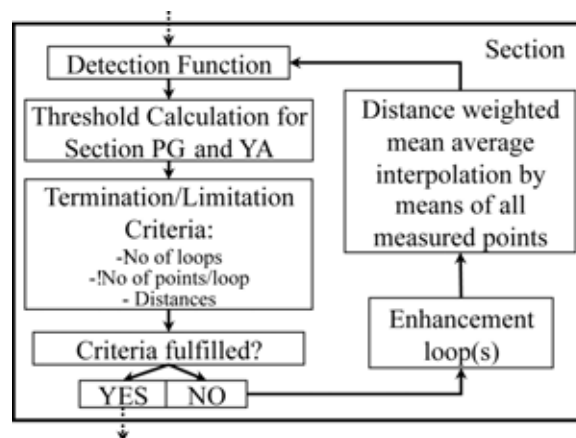 Section
Detection Function
Threshold Calculation for
Section PG and YA
Termination/Limitation
Criteria:
-No of loops
-!No of points/loop
- Distances
Criteria fulfilled?
YES
NO
Enhancement
loop(s)
Distance weighted
mean average
interpolation by
means of all
measured points